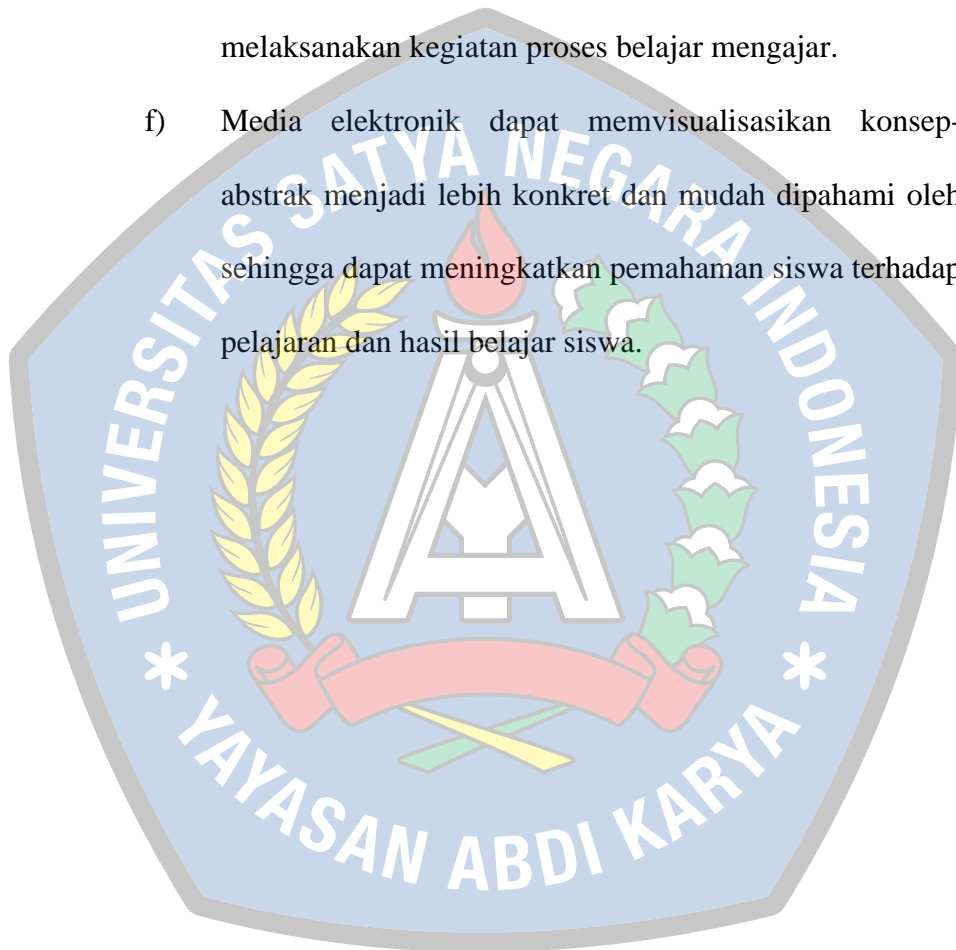 melaksanakan kegiatan proses belajar mengajar.
f) Media elektronik dapat memvisualisasikan konsep-
abstrak menjadi lebih konkret dan mudah dipahami oleh
sehingga dapat meningkatkan pemahaman siswa terhadap
pelajaran dan hasil belajar siswa.
UNIVERSITAS SATYA NEGARA INDONESIA
* YAYASAN ABDI KARYA *